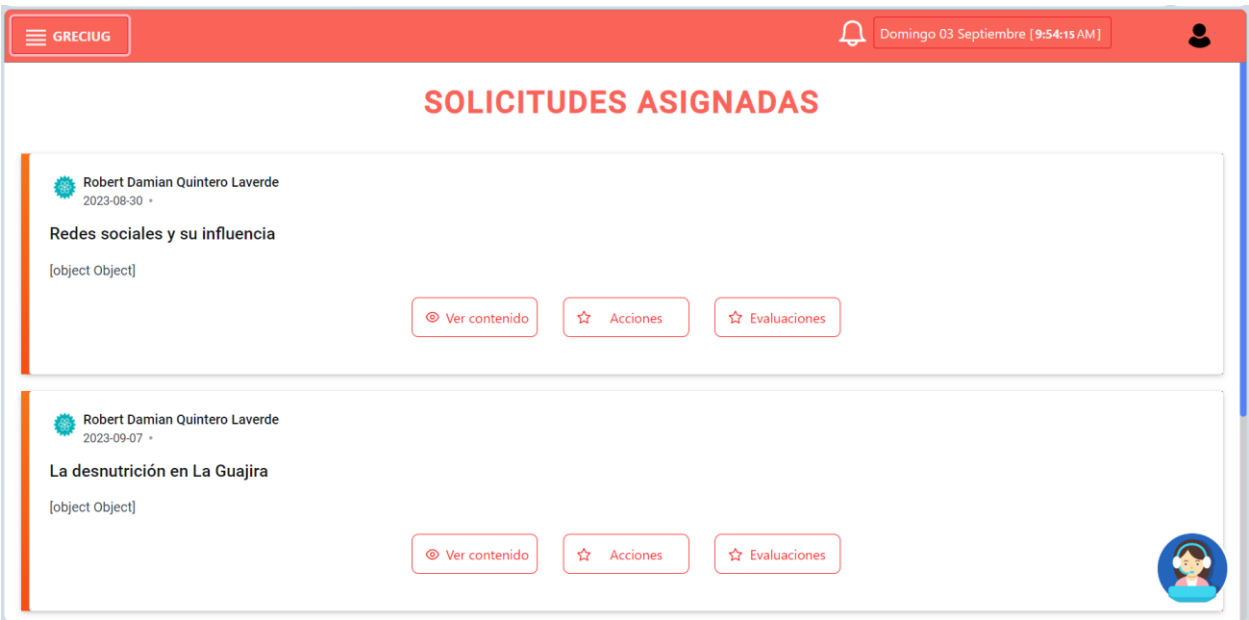 GRECIUG
Domingo 03 Septiembre [9:54:15 AM]
SOLICITUDES ASIGNADAS
Robert Damian Quintero Laverde
2023-08-30 •
Redes sociales y su influencia
[object Object]
Ver contenido Acciones Evaluaciones
Robert Damian Quintero Laverde
2023-09-07 •
La desnutrición en La Guajira
[object Object]
Ver contenido Acciones Evaluaciones